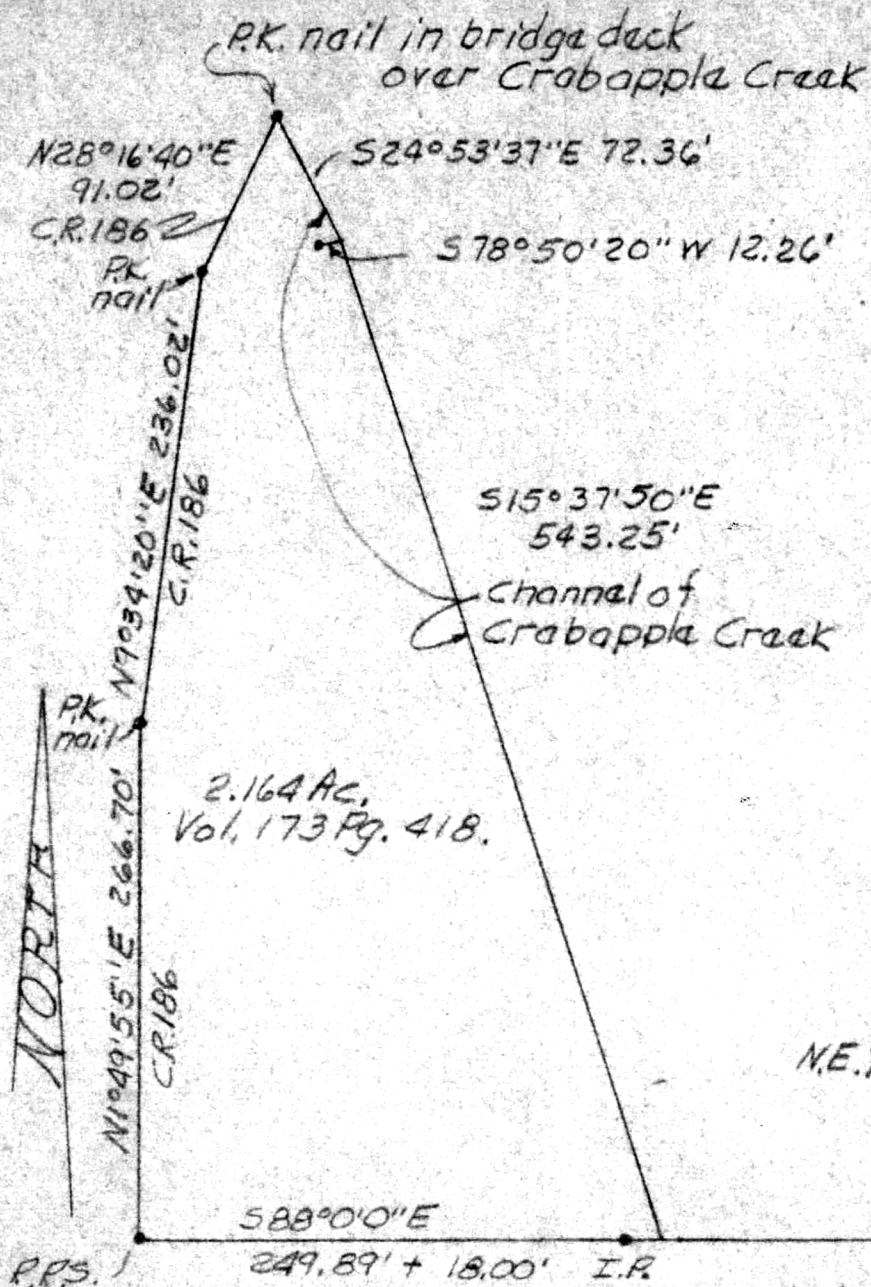 P.K. nail in bridge deck
over Crabapple Creek
N28°16'40"E
91.02'
C.R.186
S24°53'37"E 72.36'
S78°50'20" W 12.26'
P.K.
nail
N7°34'20"E 236.02'
C.R.186
S15°37'50"E
543.25'
Channel of
Crabapple Creek
P.K.
nail
2.164 Ac.
Vol. 173 Pg. 418.
NORTH
N1°49'55"E 266.70'
C.R.186
N.E.
S88°0'0"E
249.89' + 18.00' I.P.
R.R.S.